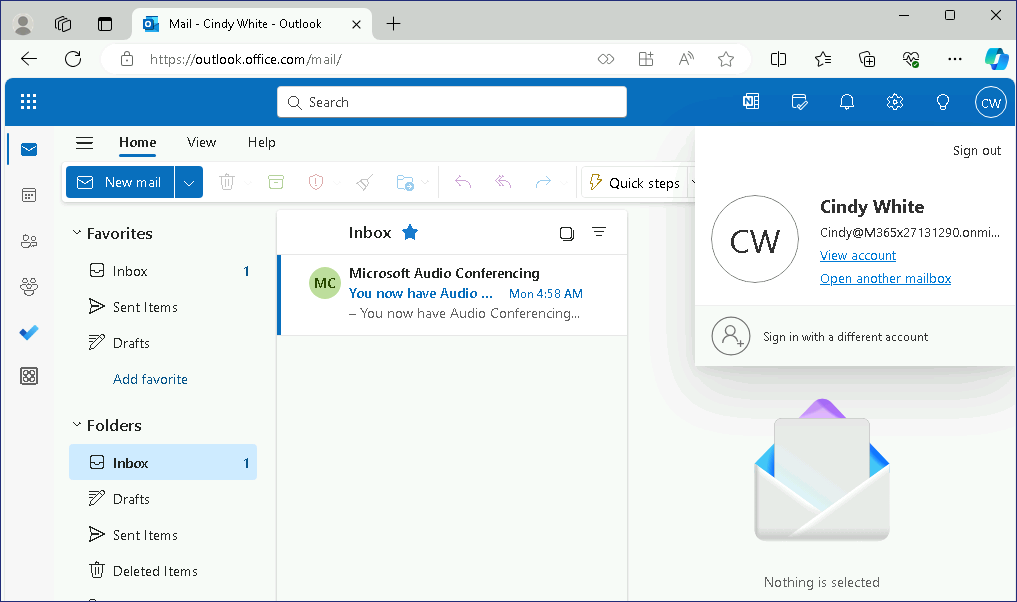 Mail - Cindy White - Outlook
https://outlook.office.com/mail/
Search
CW
Home View Help
Sign out
New mail
Quick steps
CW
Cindy White
Cindy@M365x27131290.onmi...
View account
Open another mailbox
Sign in with a different account
Favorites
Inbox 1
Sent Items
Drafts
Add favorite
Folders
Inbox 1
Drafts
Sent Items
Deleted Items
Inbox
MC
Microsoft Audio Conferencing
You now have Audio ... Mon 4:58 AM
– You now have Audio Conferencing...
Nothing is selected